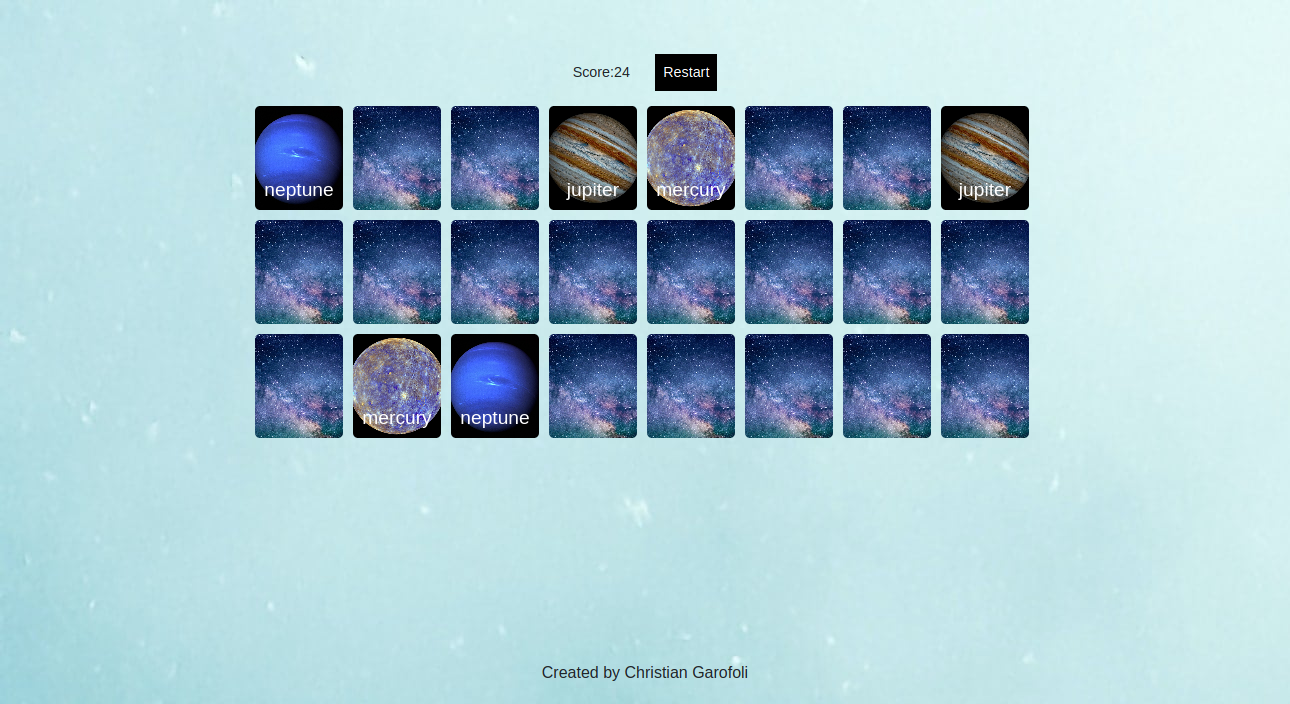 Score:24 Restart
neptune jupiter mercury jupiter
mercury neptune
Created by Christian Garofoli